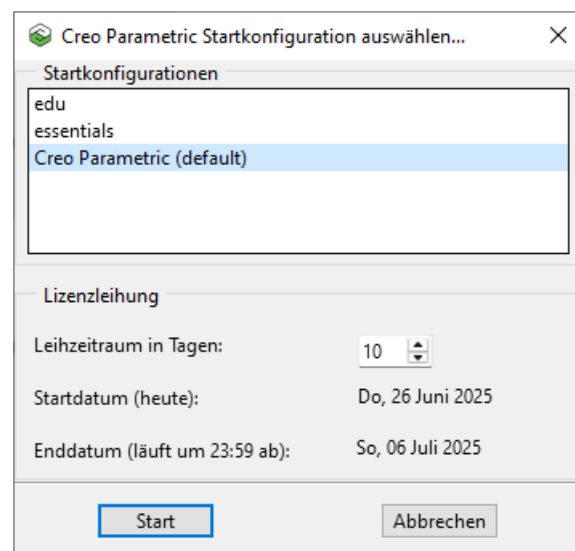 Creo Parametric Startkonfiguration auswählen...
Startkonfigurationen
edu
essentials
Creo Parametric (default)
Lizenzleihung
Leihzeitraum in Tagen: 10
Startdatum (heute): Do, 26 Juni 2025
Enddatum (läuft um 23:59 ab): So, 06 Juli 2025
Start Abbrechen